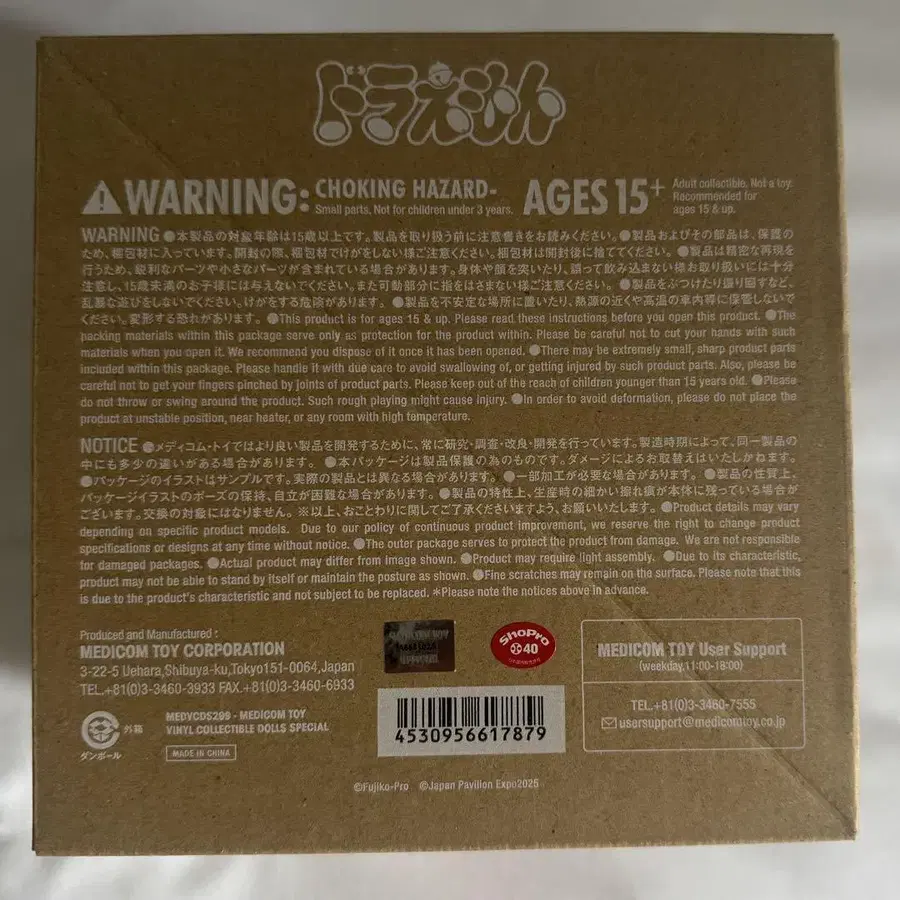 ドラえもん
WARNING:
CHOKING HAZARD-
Small parts. Not for children under 3 years.
AGES 15+
Adult collectible. Not a toy.
Recommended for
ages 15 & up.
WARNING ●本製品の対象年齢は15歳以上です。製品を取り扱う前に注意書きをお読みください。●製品およびその部品は、保護の
ため、梱包材に入っています。開封の際、梱包材でけがをしない様ご注意ください。梱包材は開封後に捨ててください。●製品は精密な再現を
行うため、鋭利なパーツや小さなパーツが含まれている場合があります。身体や顔を突いたり、誤って飲み込まない様お取り扱いには十分
注意し、15歳未満のお子様には与えないでください。また可動部分に指をはさまない様ご注意ください。●製品をぶつけたり振り回すなど、
乱暴な遊びをしないでください。けがをする危険があります。●製品を不安定な場所に置いたり、熱源の近くや高温の車内等に保管しないで
ください。変形する恐れがあります。●This product is for ages 15 & up. Please read these instructions before you open this product. ●The
packing materials within this package serve only as protection for the product within. Please be careful not to cut your hands with such
materials when you open it. We recommend you dispose of it once it has been opened. ●There may be extremely small, sharp product parts
included within this package. Please handle it with due care to avoid swallowing of, or getting injured by such product parts. Also, please be
careful not to get your fingers pinched by joints of product parts. Please keep out of the reach of children younger than 15 years old. ●Please
do not throw or swing around the product. Such rough playing might cause injury. ●In order to avoid deformation, please do not place the
product at unstable position, near heater, or any room with high temperature.
NOTICE ●メディコム・トイではより良い製品を開発するために、常に研究・調査・改良・開発を行っています。製造時期によって、同一製品の
中にも多少の違いがある場合があります。●本パッケージは製品保護の為のものです。ダメージによるお取替えはいたしかねます。
●パッケージのイラストはサンプルです。実際の製品とは異なる場合があります。●一部加工が必要な場合があります。●製品の性質上、
パッケージイラストのポーズの保持、自立が困難な場合があります。●製品の特性上、生産時の細かい擦れ痕が本体に残っている場合が
ございます。交換の対象にはなりません。※以上、おことわりに関してご了承くださいますよう、お願いいたします。●Product details may vary
depending on specific product models. Due to our policy of continuous product improvement, we reserve the right to change product
specifications or designs at any time without notice. ●The outer package serves to protect the product from damage. We are not responsible
for damaged packages. ●Actual product may differ from image shown. ●Product may require light assembly. ●Due to its characteristic,
product may not be able to stand by itself or maintain the posture as shown. ●Fine scratches may remain on the surface. Please note that this
is due to the product's characteristic and not subject to be replaced. ＊Please note the notices above in advance.
Produced and Manufactured :
MEDICOM TOY CORPORATION
3-22-5 Uehara,Shibuya-ku,Tokyo151-0064,Japan
TEL.+81(0)3-3460-3933 FAX.+81(0)3-3460-6933
外箱
ダンボール
MEDVCDS299 - MEDICOM TOY
VINYL COLLECTIBLE DOLLS SPECIAL
MADE IN CHINA
ShoPro
40
4530956617879
MEDICOM TOY User Support
(weekday,11:00-18:00)
TEL.+81(0)3-3460-7555
usersupport@medicomtoy.co.jp
©Fujiko-Pro ©Japan Pavilion Expo2025